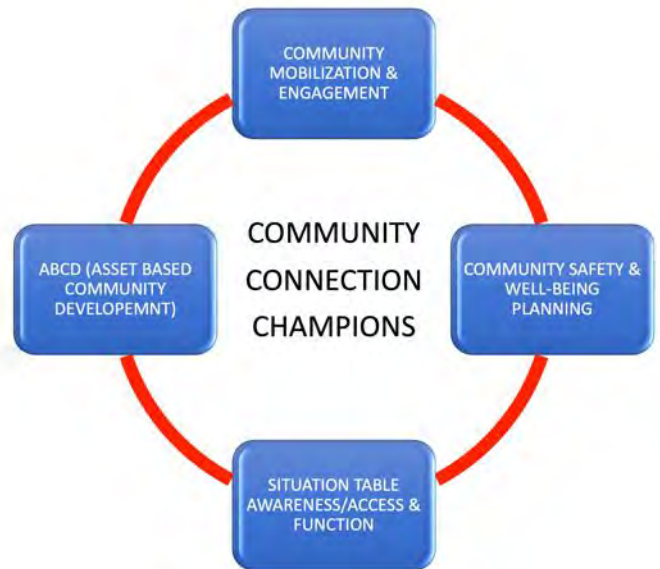 COMMUNITY
MOBILIZATION &
ENGAGEMENT
ABCD (ASSET BASED
COMMUNITY
DEVELOPEMNT)
COMMUNITY
CONNECTION
CHAMPIONS
COMMUNITY SAFETY &
WELL-BEING
PLANNING
SITUATION TABLE
AWARENESS/ACCESS &
FUNCTION